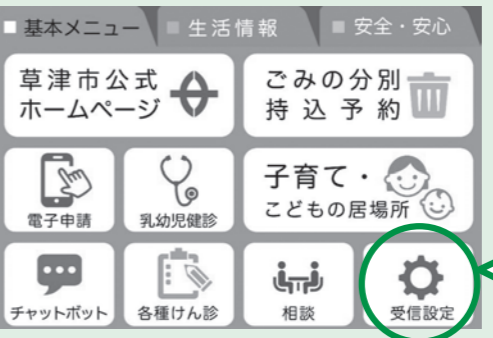 基本メニュー
生活情報
安全・安心
草津市公式
ホームページ
ごみの分別
持込予約
電子申請
乳幼児健診
子育て・
こどもの居場所
チャットボット
各種けん診
相談
受信設定